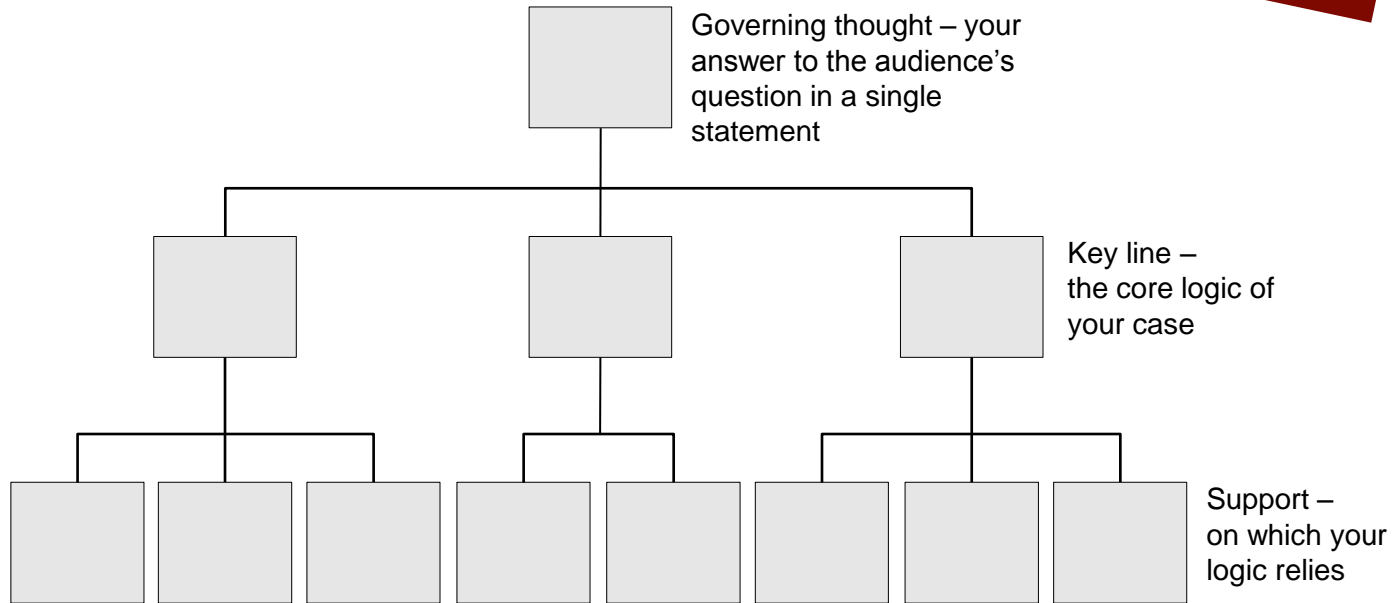 Governing thought – your
answer to the audience’s
question in a single
statement
Key line –
the core logic of
your case
Support –
on which your
logic relies